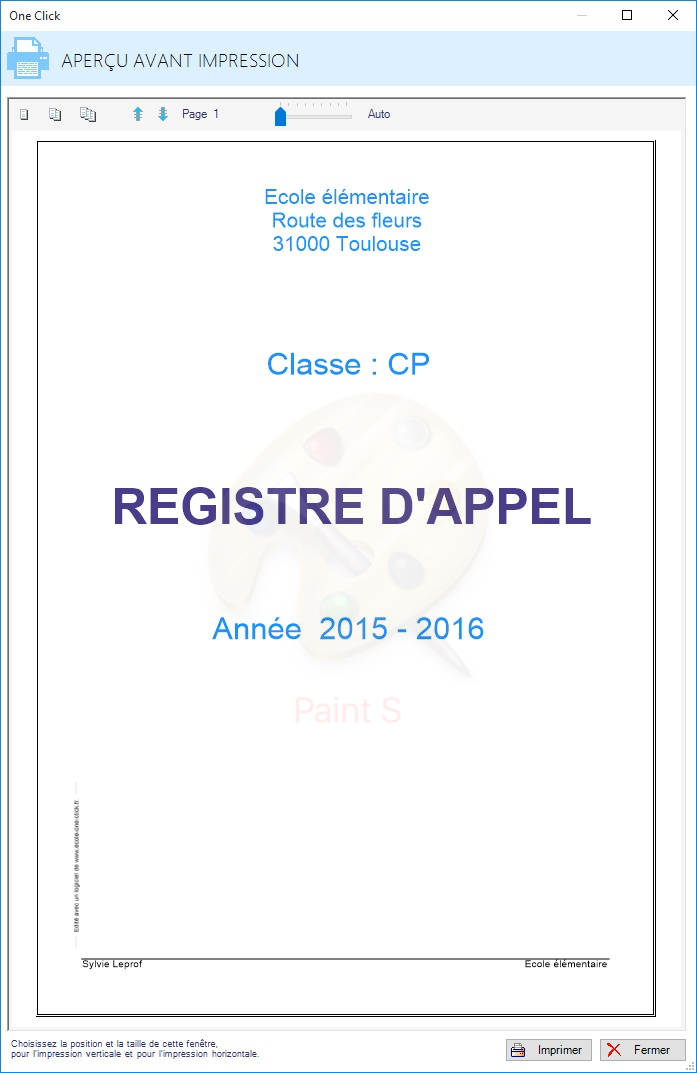 One Click
APERÇU AVANT IMPRESSION
Page 1
Auto
Ecole élémentaire
Route des fleurs
31000 Toulouse
Classe : CP
REGISTRE D'APPEL
Année 2015 - 2016
Paint S
Edité avec un logiciel de www.ecole-one-click.fr
Sylvie Leprof
Ecole élémentaire
Choisissez la position et la taille de cette fenêtre,
pour l'impression verticale et pour l'impression horizontale.
Imprimer
Fermer